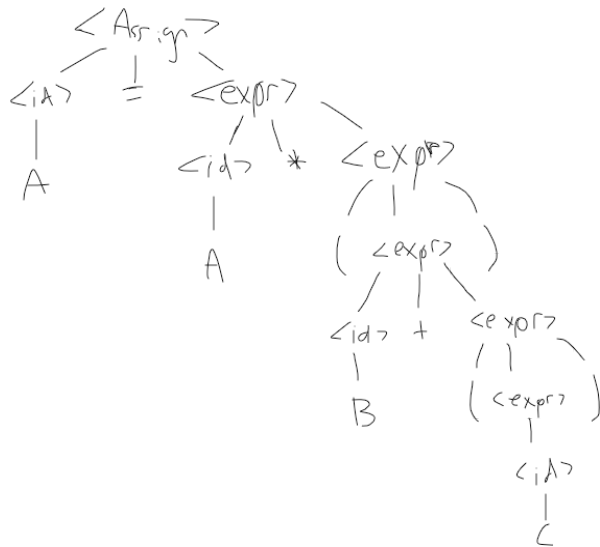 <Assign>
<id> = <expr>
A <id> * <expr>
A ( <expr> )
<id> + <expr>
B ( <expr> )
<id>
C